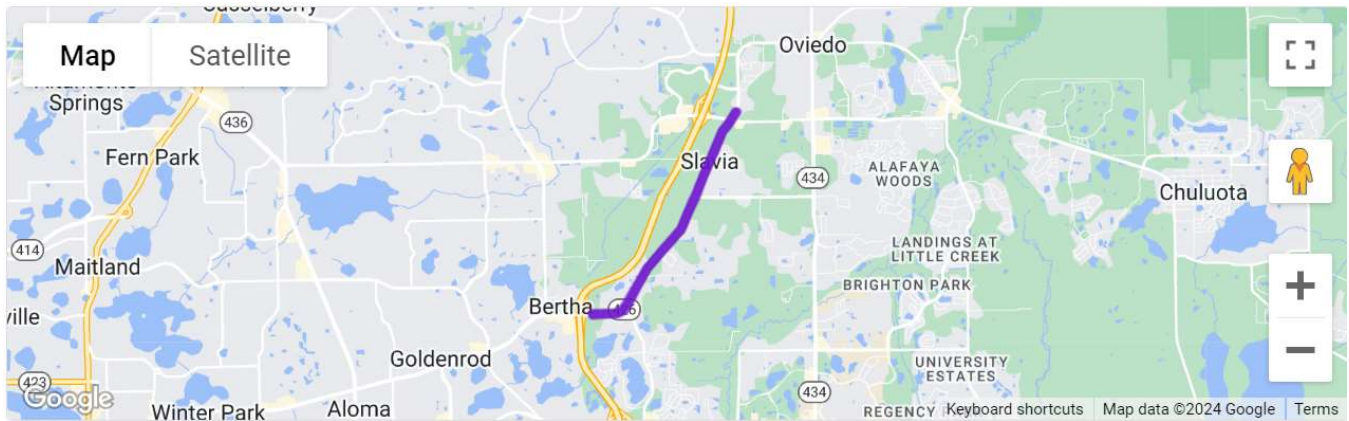 Casselberry
Map
Satellite
Oviedo
Altamonte
Springs
436
Fern Park
Slavia
ALAFAYA
WOODS
434
Chuluota
414
Maitland
LANDINGS AT
LITTLE CREEK
BRIGHTON PARK
ville
Bertha
426
Goldenrod
UNIVERSITY
ESTATES
423
434
Google
Winter Park
Aloma
REGENCY
Keyboard shortcuts
Map data ©2024 Google
Terms